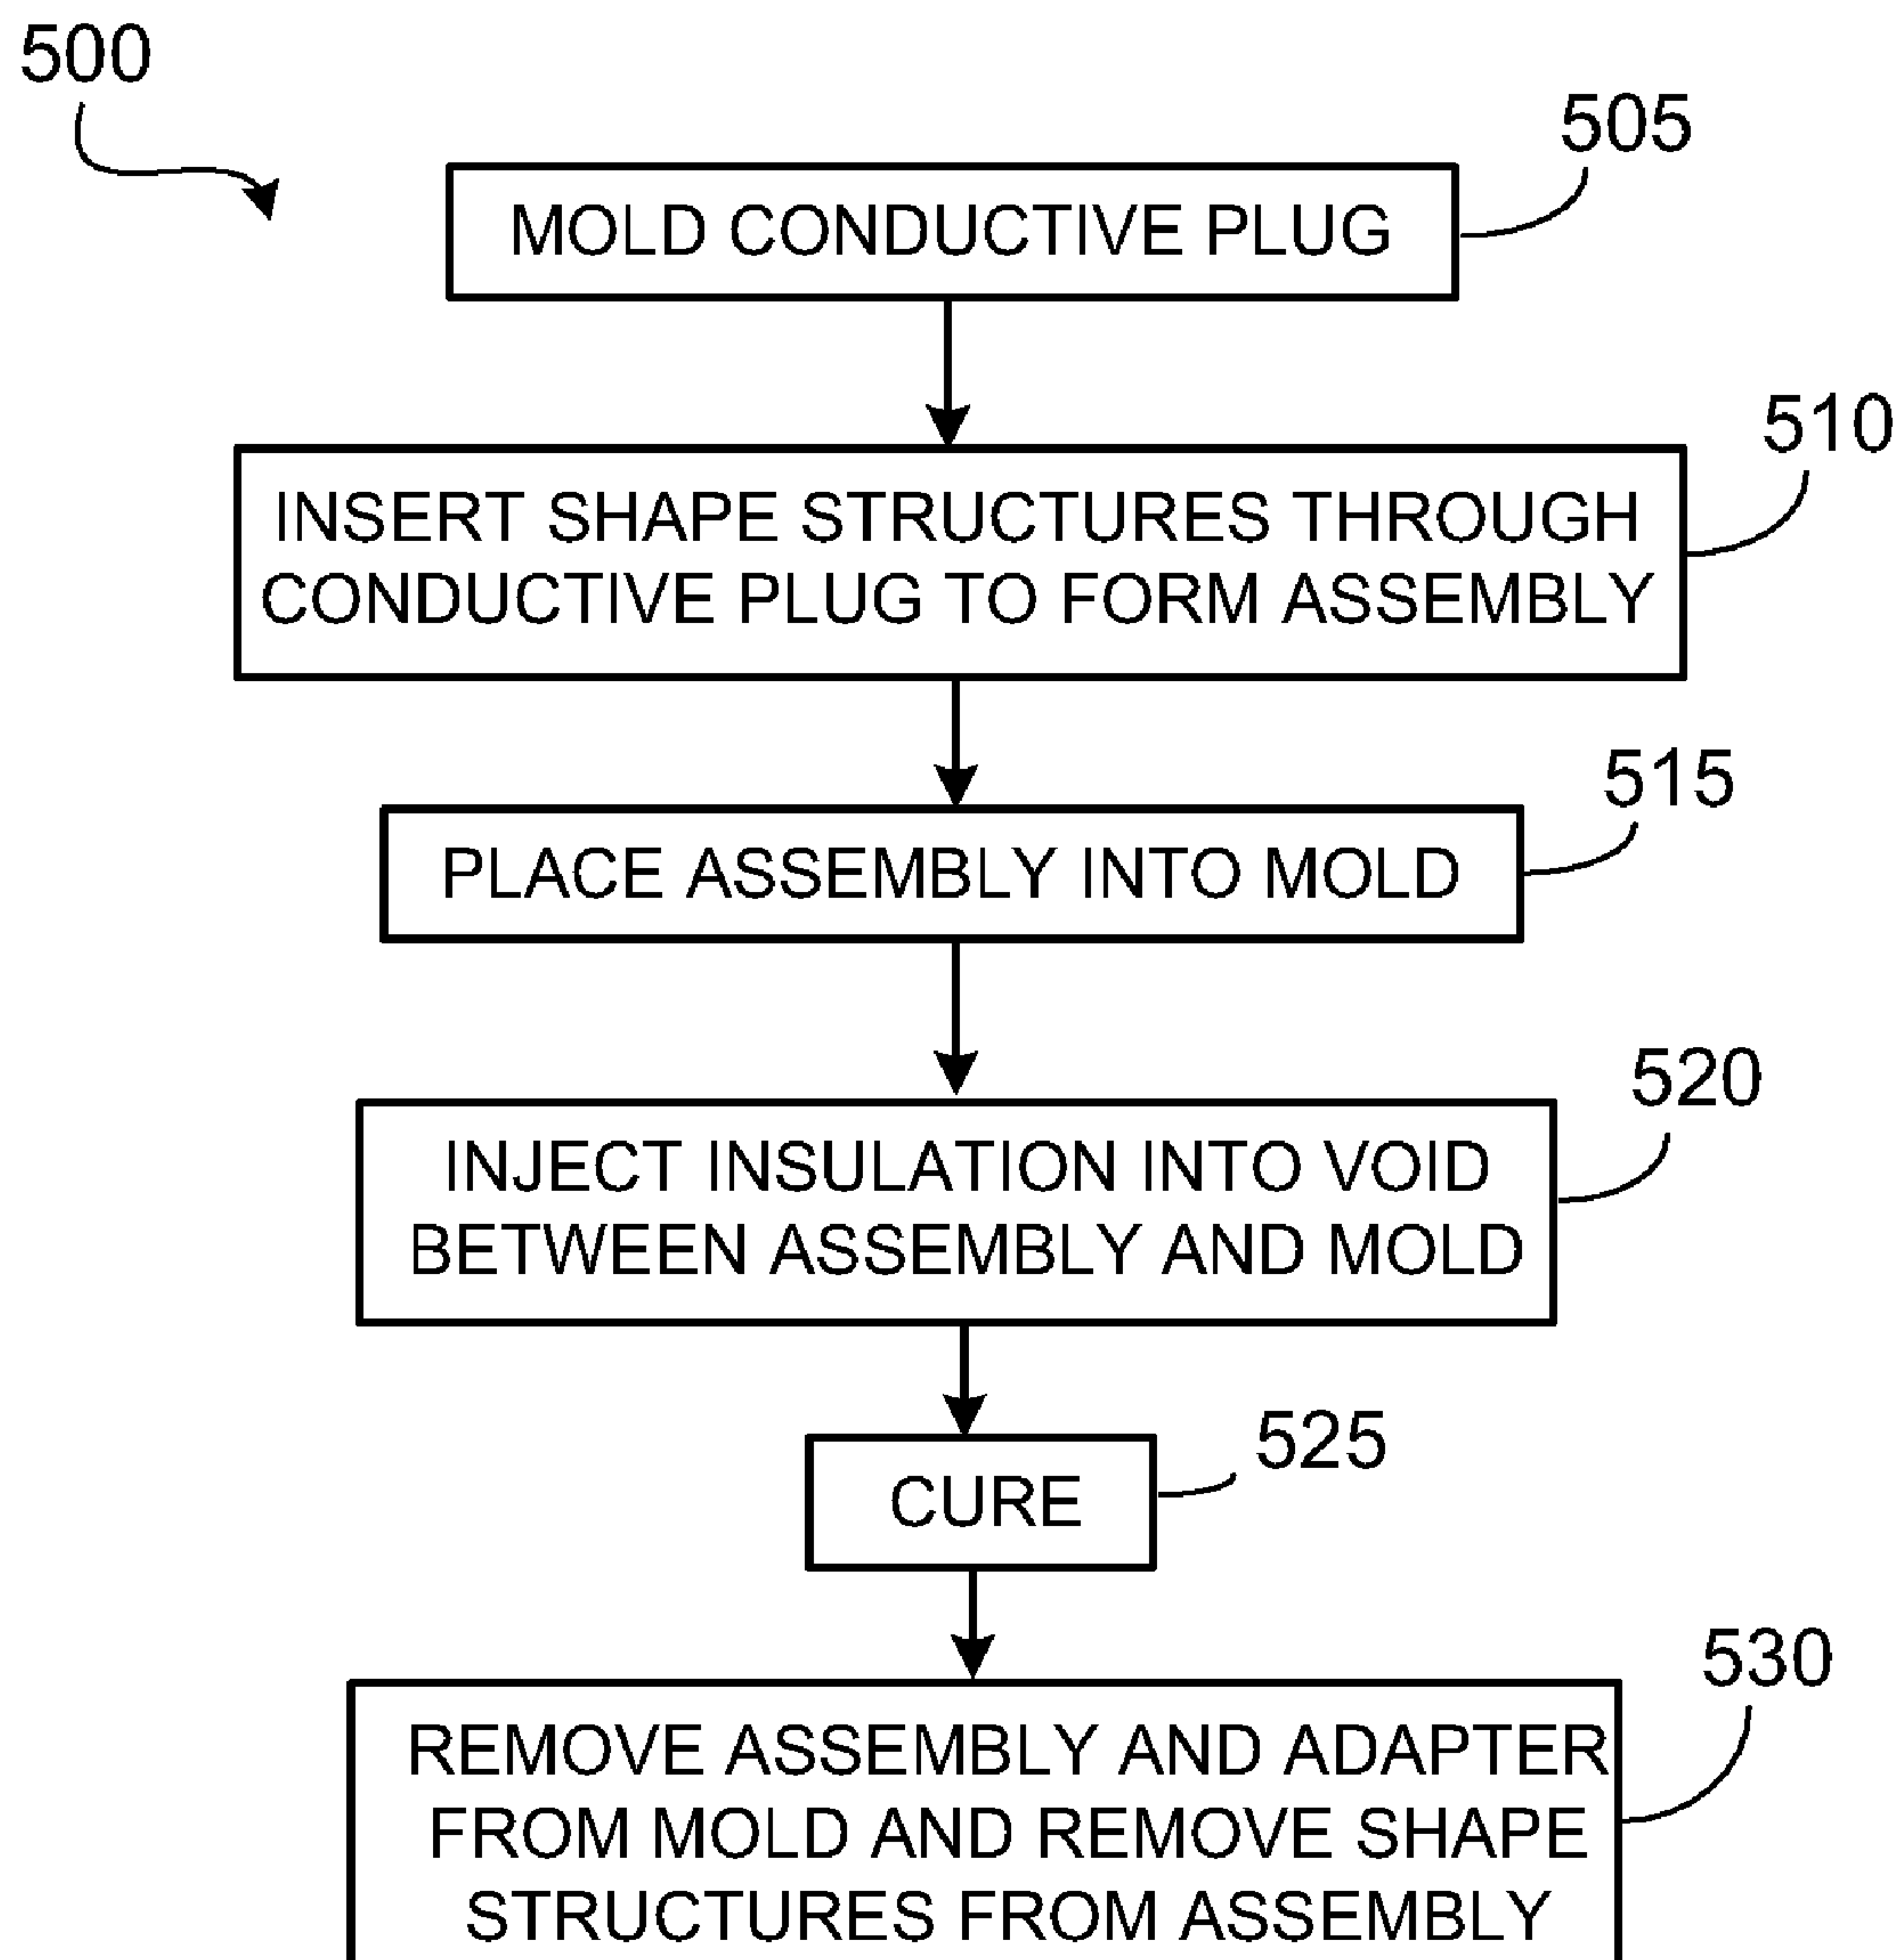 500
505
MOLD CONDUCTIVE PLUG
510
INSERT SHAPE STRUCTURES THROUGH
CONDUCTIVE PLUG TO FORM ASSEMBLY
515
PLACE ASSEMBLY INTO MOLD
520
INJECT INSULATION INTO VOID
BETWEEN ASSEMBLY AND MOLD
525
CURE
530
REMOVE ASSEMBLY AND ADAPTER
FROM MOLD AND REMOVE SHAPE
STRUCTURES FROM ASSEMBLY